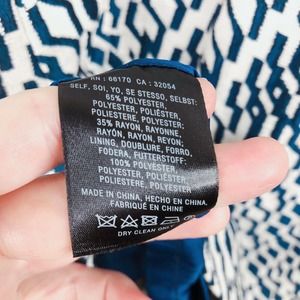 RN : 66170 CA : 32054
SELF, SOI, YO, SE STESSO, SELBST:
65% POLYESTER,
POLYESTER, POLIÉSTER,
POLIESTERE, POLYESTER,
35% RAYON, RAYONNE,
RAYÓN, RAYON, REYON.
LINING, DOUBLURE, FORRO,
FODERA, FUTTERSTOFF:
100% POLYESTER,
POLYESTER, POLIÉSTER,
POLIESTERE, POLYESTER.
MADE IN CHINA, HECHO EN CHINA,
FABRIQUÉ EN CHINE
DRY CLEAN ONLY